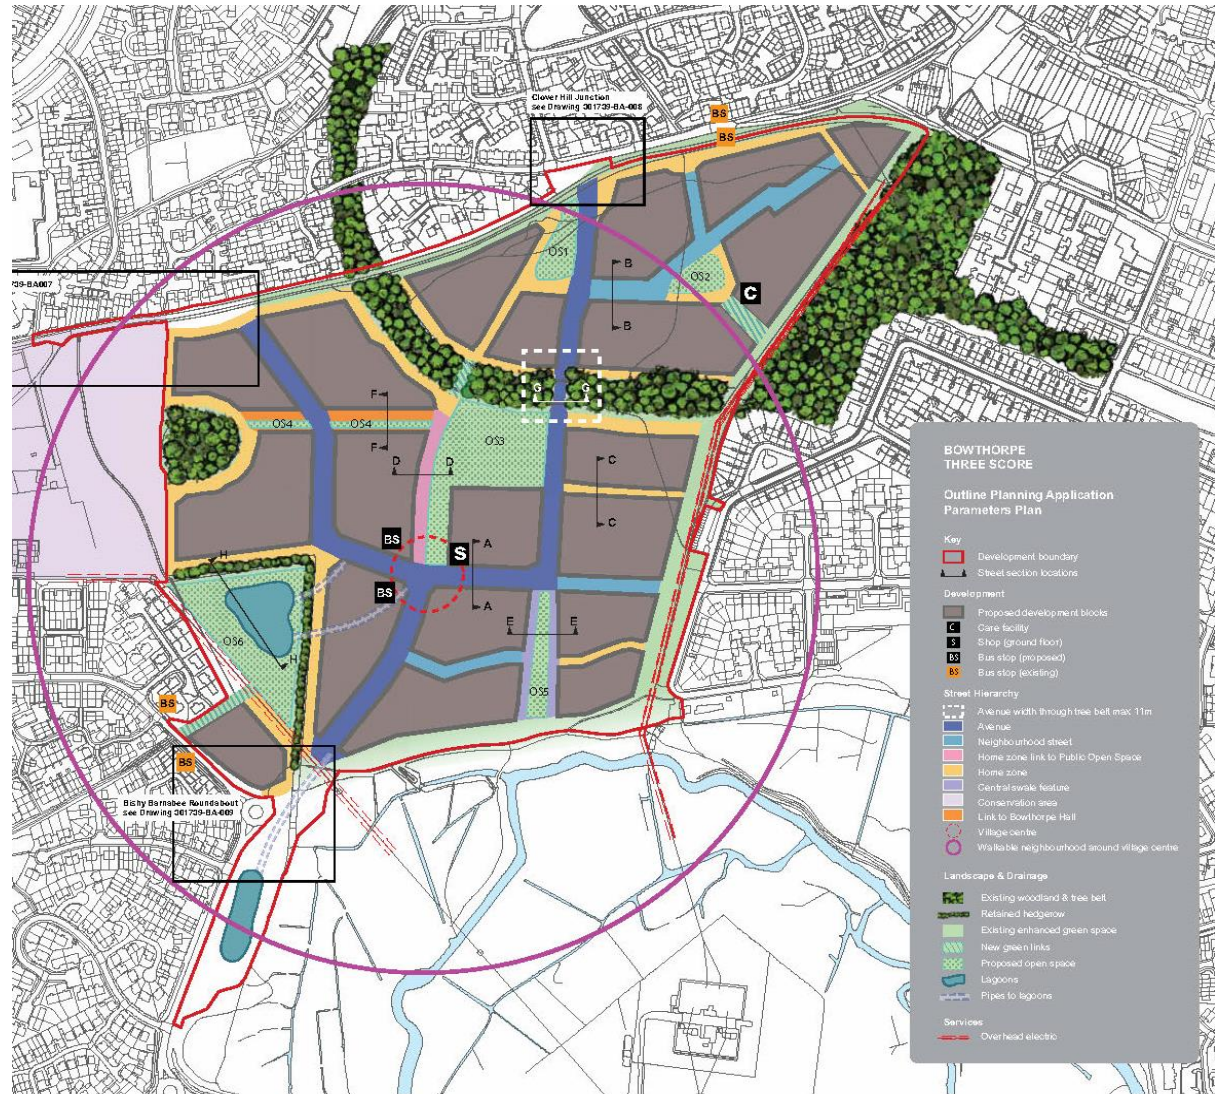 Clover Hill Junction
see Drawing 301739-BA-008
BS
BS
OS1
B
OS2
C
B
39-BA007
G G
F
OS4 OS4
OS3
F
D D
C
C
BS
S
A
H
BS
A
OS6
E E
H
OS5
BS
BS
Bishy Barnabee Roundabout
see Drawing 301739-BA-009
BOWTHORPE
THREE SCORE
Outline Planning Application
Parameters Plan
Key
Development boundary
Street section locations
Development
Proposed development blocks
C Care facility
S Shop (ground floor)
BS Bus stop (proposed)
BS Bus stop (existing)
Street Hierarchy
Avenue width through tree belt max 11m
Avenue
Neighbourhood street
Home zone link to Public Open Space
Home zone
Central swale feature
Conservation area
Link to Bowthorpe Hall
Village centre
Walkable neighbourhood around village centre
Landscape & Drainage
Existing woodland & tree belt
Retained hedgerow
Existing enhanced green space
New green links
Proposed open space
Lagoons
Pipes to lagoons
Services
Overhead electric